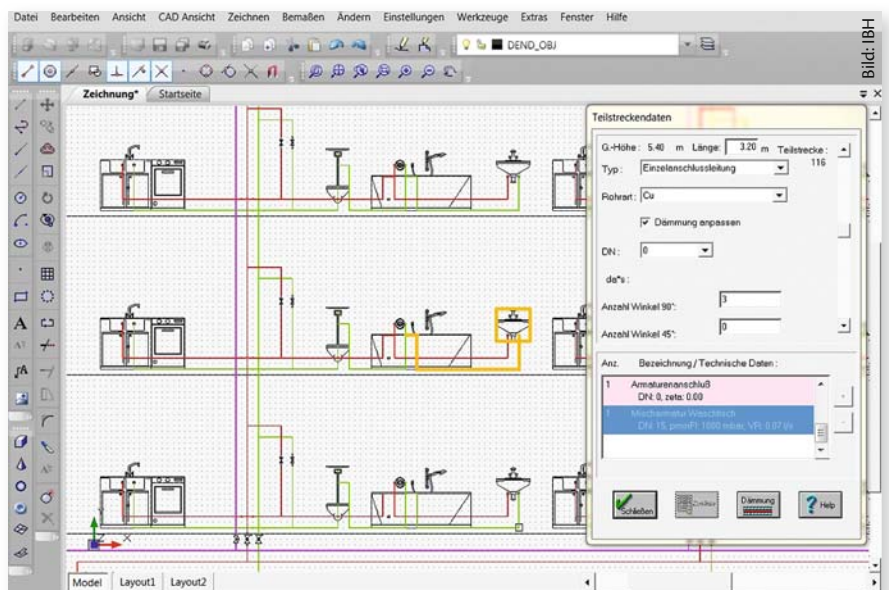 Datei Bearbeiten Ansicht CAD Ansicht Zeichnen Bemaßen Ändern Einstellungen Werkzeuge Extras Fenster Hilfe
DEND_OBJ
Bild: IBH
Zeichnung* Startseite
Teilstreckendaten
G.-Höhe: 5.40 m Länge: 3.20 m Teilstrecke:
116
Typ: Einzelanschlussleitung
Rohrart: Cu
Dämmung anpassen
DN: 0
da*s:
Anzahl Winkel 90°: 3
Anzahl Winkel 45°: 0
Anz. Bezeichnung / Technische Daten:
1 Armaturenanschluß
DN: 0, zeta: 0.00
1 Mischarmatur Waschtisch
DN: 15, pminFl: 1000 mbar, VR: 0.07 l/s
Schließen Dämmung Help
X
Model Layout1 Layout2